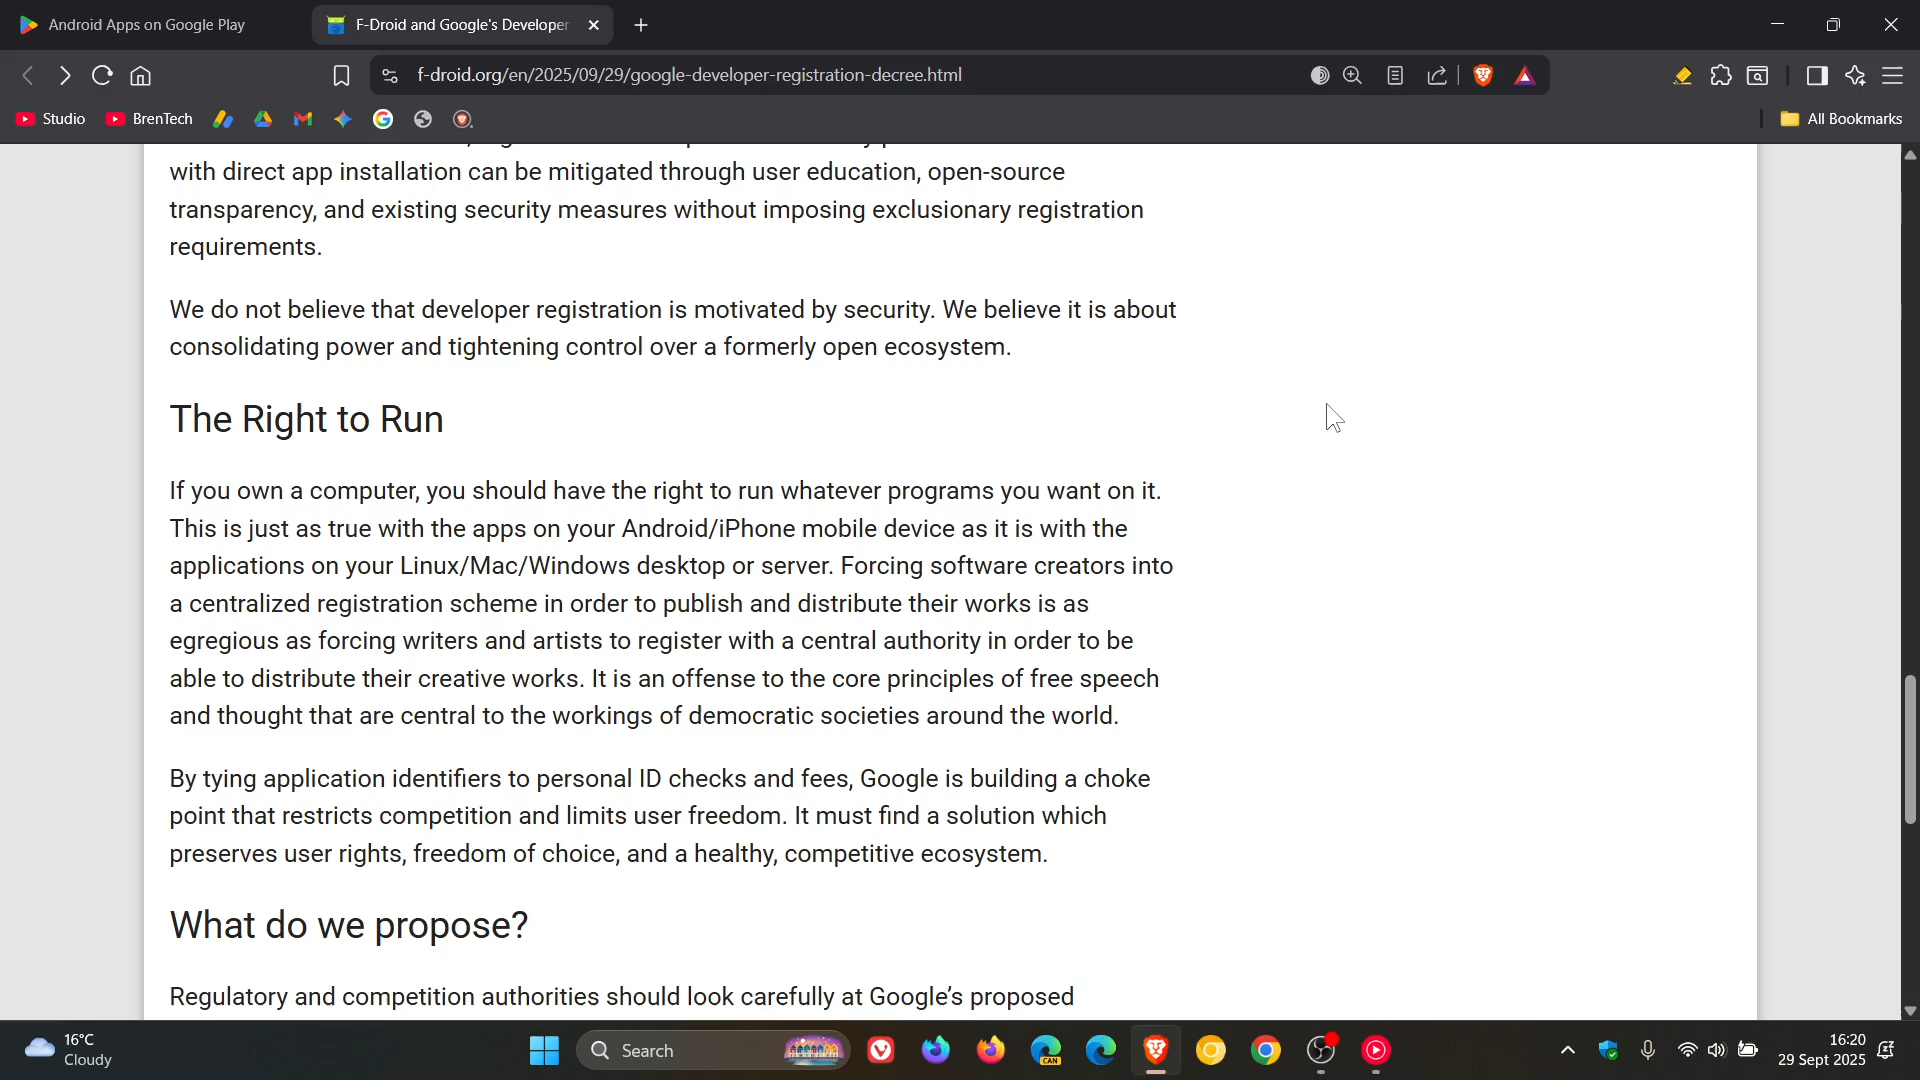 Android Apps on Google Play
F-Droid and Google's Developer
f-droid.org/en/2025/09/29/google-developer-registration-decree.html
Studio
BrenTech
All Bookmarks
with direct app installation can be mitigated through user education, open-source
transparency, and existing security measures without imposing exclusionary registration
requirements.
We do not believe that developer registration is motivated by security. We believe it is about
consolidating power and tightening control over a formerly open ecosystem.
The Right to Run
If you own a computer, you should have the right to run whatever programs you want on it.
This is just as true with the apps on your Android/iPhone mobile device as it is with the
applications on your Linux/Mac/Windows desktop or server. Forcing software creators into
a centralized registration scheme in order to publish and distribute their works is as
egregious as forcing writers and artists to register with a central authority in order to be
able to distribute their creative works. It is an offense to the core principles of free speech
and thought that are central to the workings of democratic societies around the world.
By tying application identifiers to personal ID checks and fees, Google is building a choke
point that restricts competition and limits user freedom. It must find a solution which
preserves user rights, freedom of choice, and a healthy, competitive ecosystem.
What do we propose?
Regulatory and competition authorities should look carefully at Google’s proposed
16°C
Cloudy
Search
CAN
16:20
29 Sept 2025